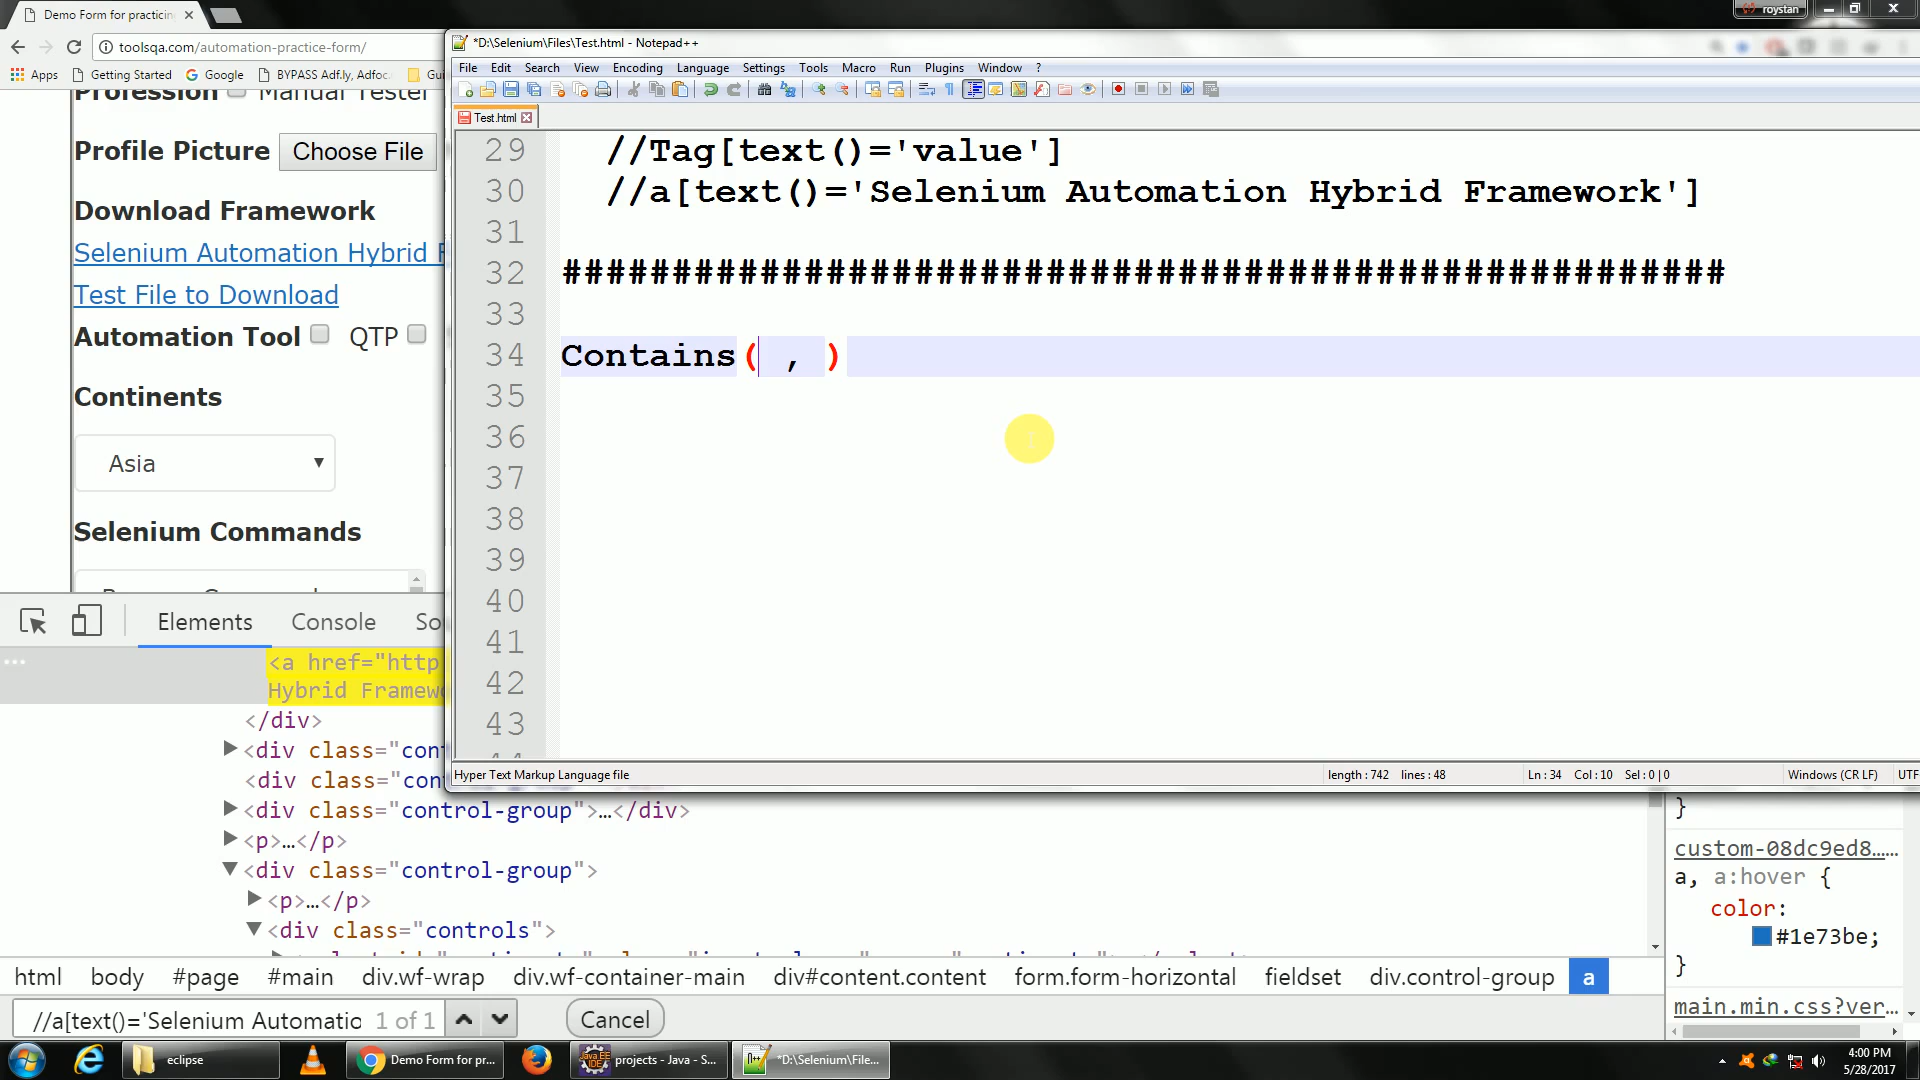 Demo Form for practicin
roystan
toolsqa.com/automation-practice-form/
Apps Getting Started Google BYPASS Adf.ly, Adfoc. Gui
Profession Manual Tester
Profile Picture Choose File
Download Framework
Selenium Automation Hybrid F
Test File to Download
Automation Tool QTP
Continents
Asia
Selenium Commands
*D:\Selenium\Files\Test.html - Notepad++
File Edit Search View Encoding Language Settings Tools Macro Run Plugins Window ?
Test.html
29 //Tag[text()='value']
30 //a[text()='Selenium Automation Hybrid Framework']
31
32 #####################################################
33
34 Contains( , )
35
36
37
38
39
40
41
42
43
Hyper Text Markup Language file length : 742 lines : 48 Ln : 34 Col : 10 Sel : 0 | 0 Windows (CR LF) UTF
Elements Console So
<a href="http
Hybrid Framewo
</div>
<div class="cont
<div class="con
<div class="control-group">…</div>
<p>…</p>
<div class="control-group">
<p>…</p>
<div class="controls">
}
custom-08dc9ed8……
a, a:hover {
color:
#1e73be;
}
main.min.css?ver…
html body #page #main div.wf-wrap div.wf-container-main div#content.content form.form-horizontal fieldset div.control-group a
//a[text()='Selenium Automatio 1 of 1 Cancel
eclipse Demo Form for pr... projects - Java - S... *D:\Selenium\File...
4:00 PM
5/28/2017